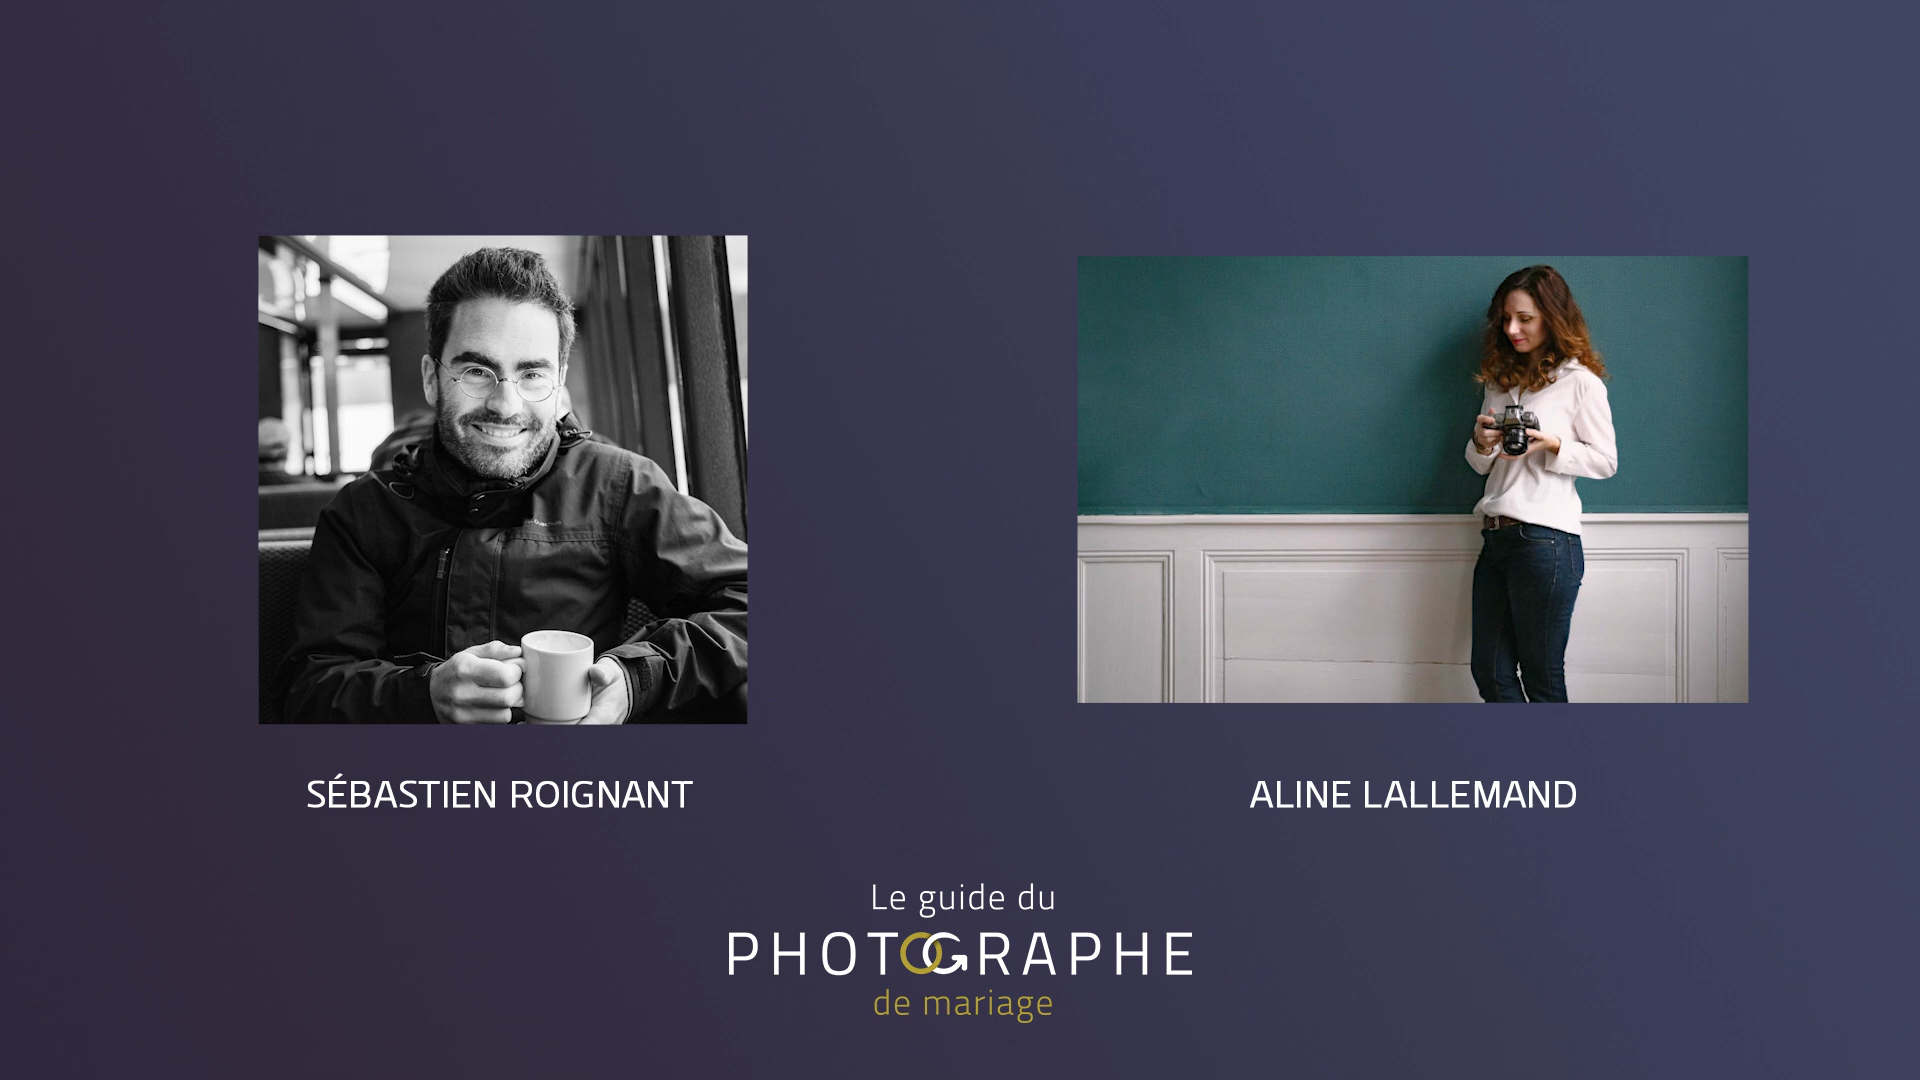 SÉBASTIEN ROIGNANT
ALINE LALLEMAND
Le guide du
PHOTOGRAPHE
de mariage